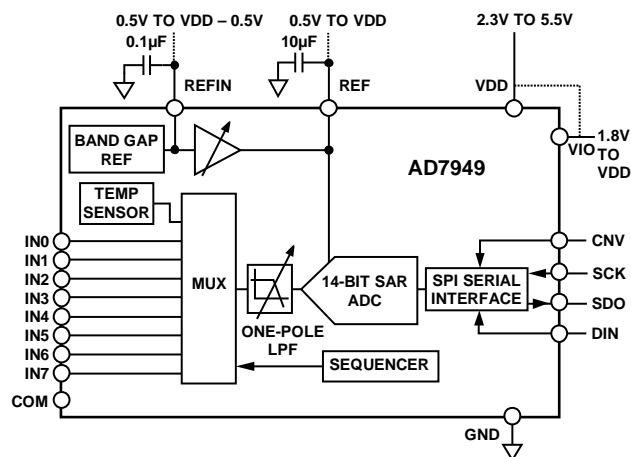 0.5V TO VDD – 0.5V
0.5V TO VDD
2.3V TO 5.5V
0.1µF
10µF
REFIN
REF
VDD
BAND GAP
REF
VIO
1.8V
TO
VDD
AD7949
TEMP
SENSOR
IN0
IN1
IN2
IN3
IN4
IN5
IN6
IN7
COM
MUX
ONE-POLE
LPF
14-BIT SAR
ADC
SPI SERIAL
INTERFACE
CNV
SCK
SDO
DIN
SEQUENCER
GND